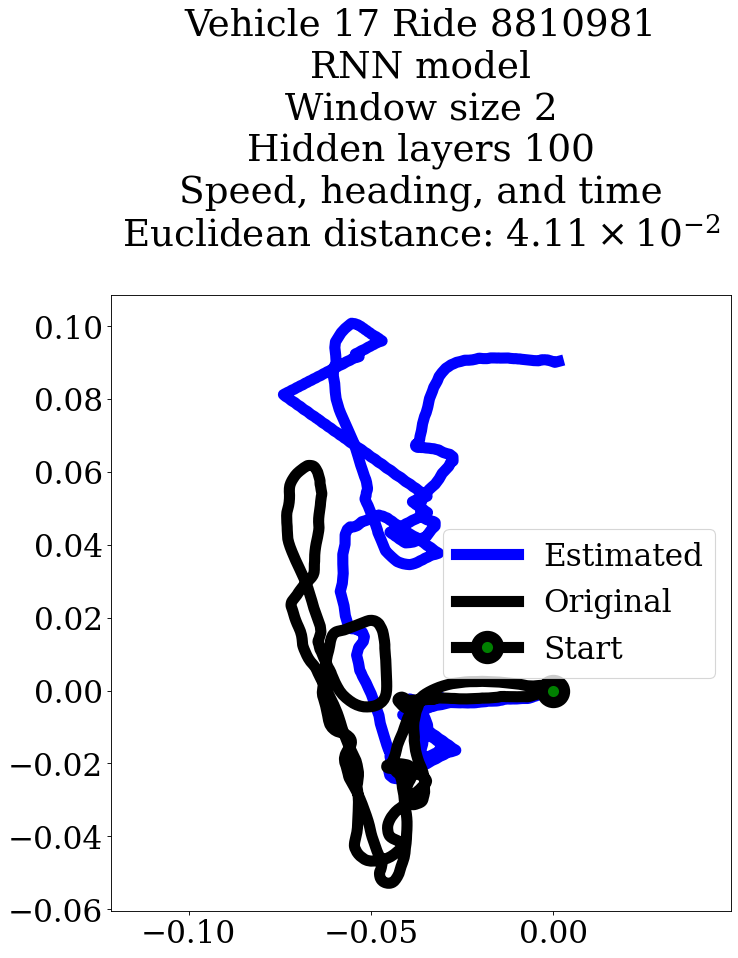 Vehicle 17 Ride 8810981
RNN model
Window size 2
Hidden layers 100
Speed, heading, and time
Euclidean distance: 4.11 × 10⁻²
0.10
0.08
0.06
0.04
0.02
0.00
−0.02
−0.04
−0.06
Estimated
Original
Start
−0.10
−0.05
0.00